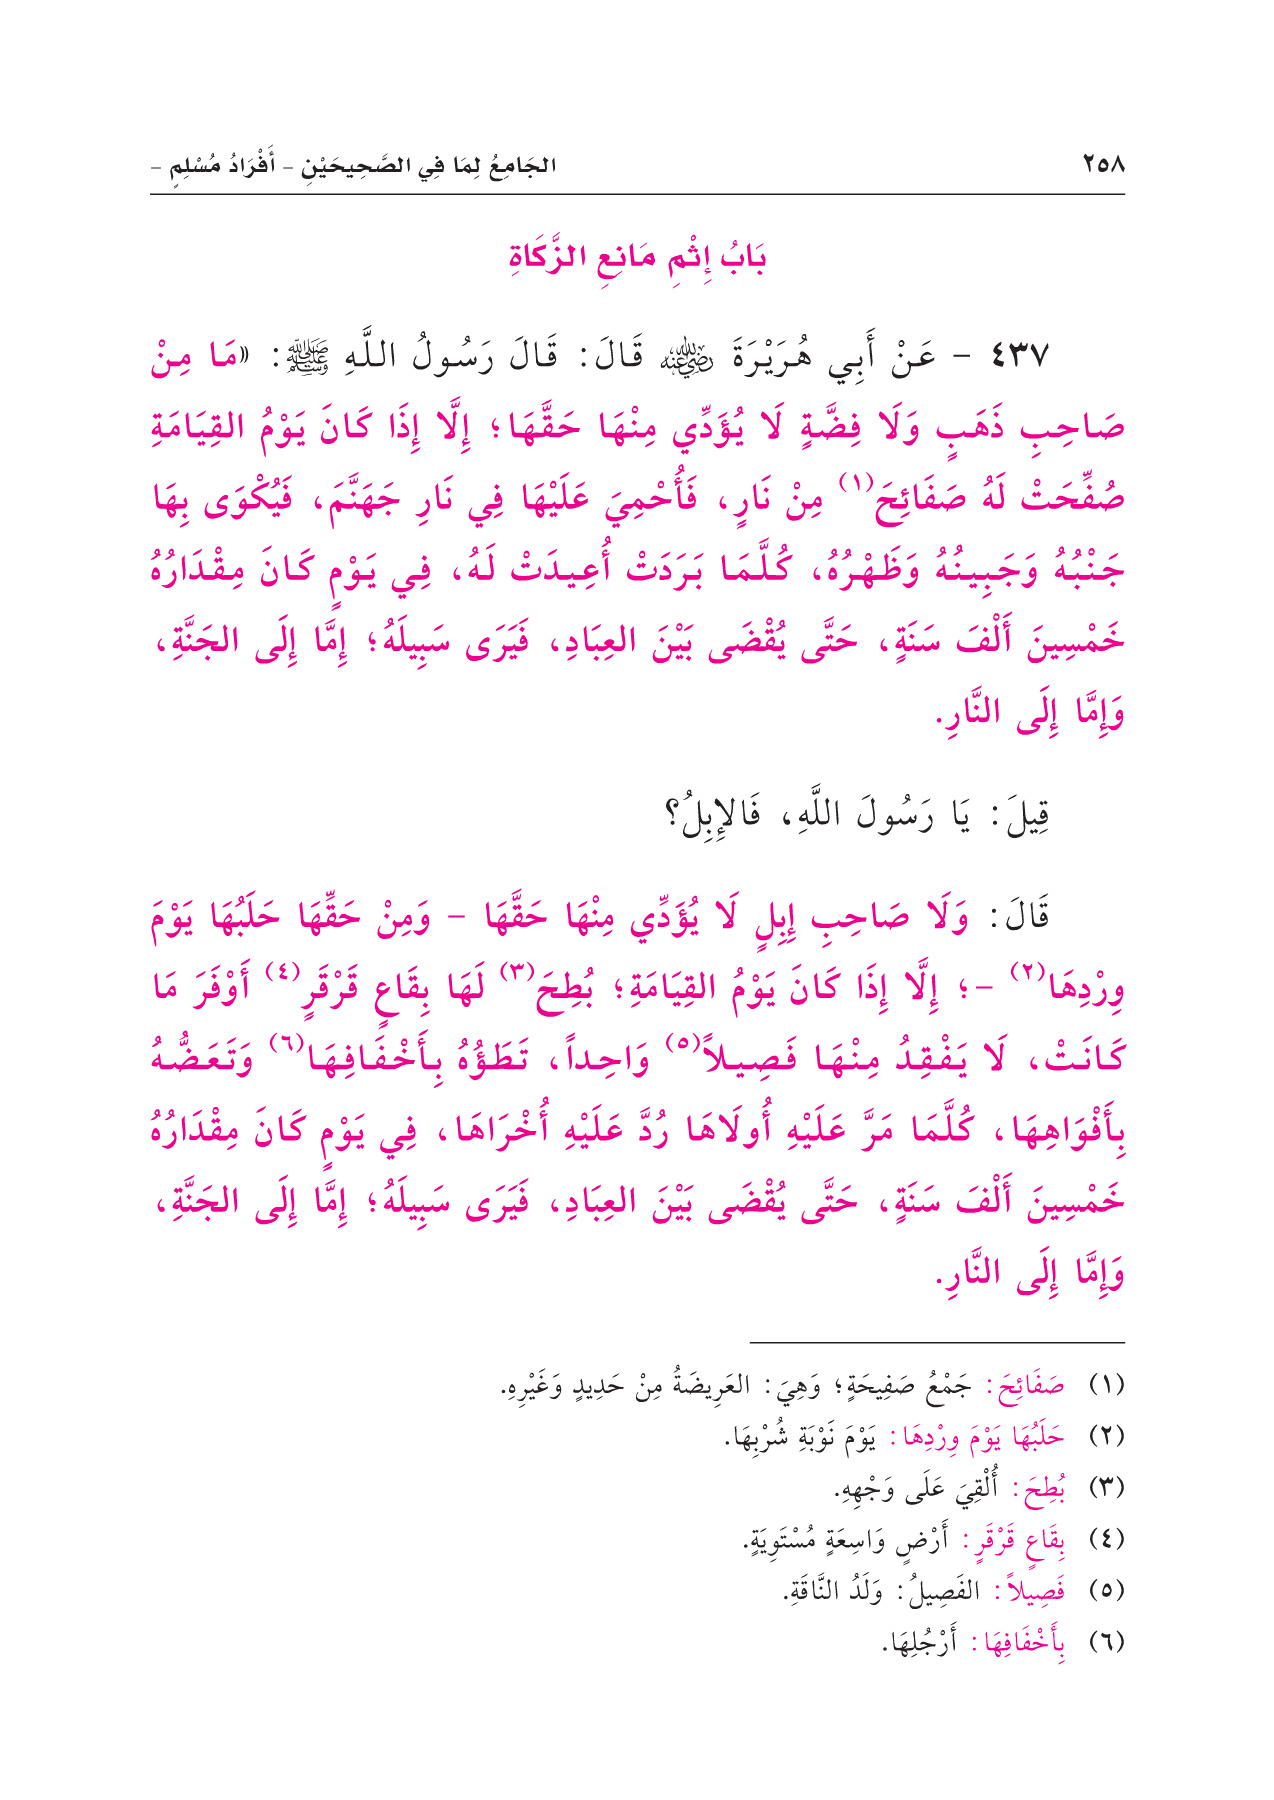 ٢٥٨ الجَامِعُ لِمَا فِي الصَّحِيحَيْنِ - أَفْرَادُ مُسْلِمٍ -
بَابُ إِثْمِ مَانِعِ الزَّكَاةِ
٤٣٧ - عَنْ أَبِي هُرَيْرَةَ رضي الله عنه قَالَ: قَالَ رَسُولُ اللَّهِ ﷺ: «مَا مِنْ
صَاحِبِ ذَهَبٍ وَلَا فِضَّةٍ لَا يُؤَدِّي مِنْهَا حَقَّهَا؛ إِلَّا إِذَا كَانَ يَوْمُ القِيَامَةِ
صُفِّحَتْ لَهُ صَفَائِحَ(١) مِنْ نَارٍ، فَأُحْمِيَ عَلَيْهَا فِي نَارِ جَهَنَّمَ، فَيُكْوَى بِهَا
جَنْبُهُ وَجَبِينُهُ وَظَهْرُهُ، كُلَّمَا بَرَدَتْ أُعِيدَتْ لَهُ، فِي يَوْمٍ كَانَ مِقْدَارُهُ
خَمْسِينَ أَلْفَ سَنَةٍ، حَتَّى يُقْضَى بَيْنَ العِبَادِ، فَيَرَى سَبِيلَهُ؛ إِمَّا إِلَى الجَنَّةِ،
وَإِمَّا إِلَى النَّارِ.
قِيلَ: يَا رَسُولَ اللَّهِ، فَالإِبِلُ؟
قَالَ: وَلَا صَاحِبِ إِبِلٍ لَا يُؤَدِّي مِنْهَا حَقَّهَا - وَمِنْ حَقِّهَا حَلَبُهَا يَوْمَ
وِرْدِهَا(٢) -؛ إِلَّا إِذَا كَانَ يَوْمُ القِيَامَةِ؛ بُطِحَ(٣) لَهَا بِقَاعٍ قَرْقَرٍ(٤) أَوْفَرَ مَا
كَانَتْ، لَا يَفْقِدُ مِنْهَا فَصِيلاً(٥) وَاحِداً، تَطَؤُهُ بِأَخْفَافِهَا(٦) وَتَعَضُّهُ
بِأَفْوَاهِهَا، كُلَّمَا مَرَّ عَلَيْهِ أُولَاهَا رُدَّ عَلَيْهِ أُخْرَاهَا، فِي يَوْمٍ كَانَ مِقْدَارُهُ
خَمْسِينَ أَلْفَ سَنَةٍ، حَتَّى يُقْضَى بَيْنَ العِبَادِ، فَيَرَى سَبِيلَهُ؛ إِمَّا إِلَى الجَنَّةِ،
وَإِمَّا إِلَى النَّارِ.
(١) صَفَائِحَ: جَمْعُ صَفِيحَةٍ؛ وَهِيَ: العَرِيضَةُ مِنْ حَدِيدٍ وَغَيْرِهِ.
(٢) حَلَبُهَا يَوْمَ وِرْدِهَا: يَوْمَ نَوْبَةِ شُرْبِهَا.
(٣) بُطِحَ: أُلْقِيَ عَلَى وَجْهِهِ.
(٤) بِقَاعٍ قَرْقَرٍ: أَرْضٍ وَاسِعَةٍ مُسْتَوِيَةٍ.
(٥) فَصِيلاً: الفَصِيلُ: وَلَدُ النَّاقَةِ.
(٦) بِأَخْفَافِهَا: أَرْجُلِهَا.